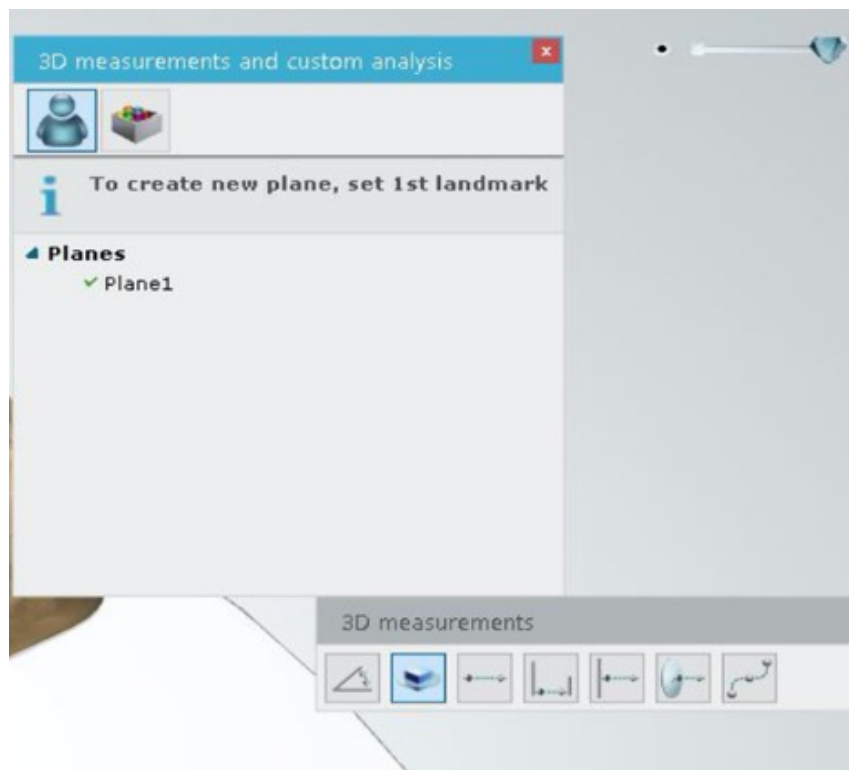 3D measurements and custom analysis
To create new plane, set 1st landmark
Planes
Plane1
3D measurements